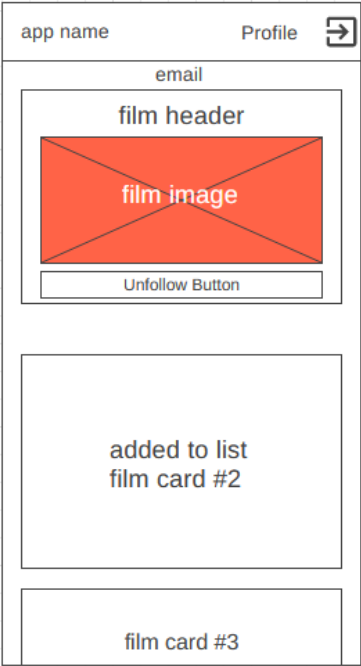 app name
Profile
email
film header
film image
Unfollow Button
added to list
film card #2
film card #3